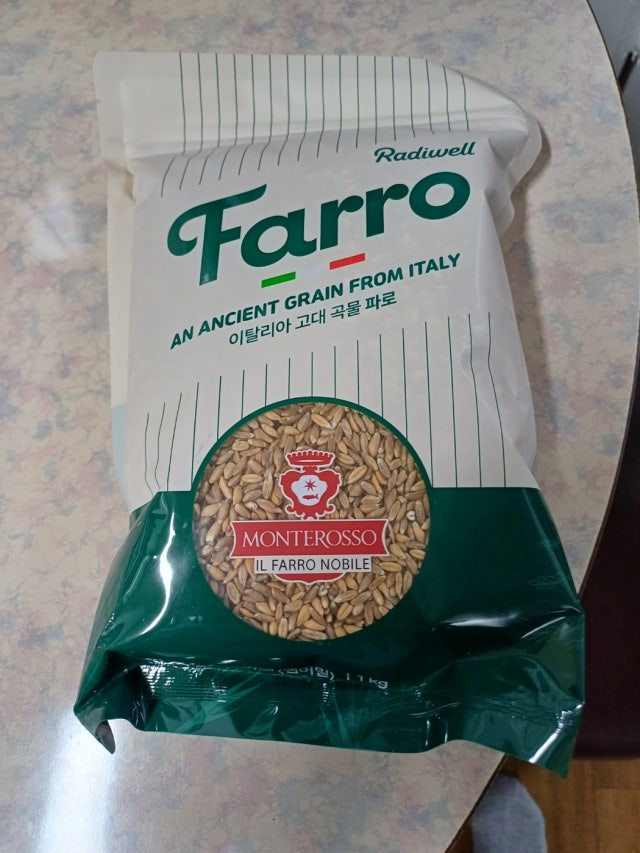 Radiwell
Farro
AN ANCIENT GRAIN FROM ITALY
이탈리아 고대 곡물 파로
MONTEROSSO
IL FARRO NOBILE
1kg